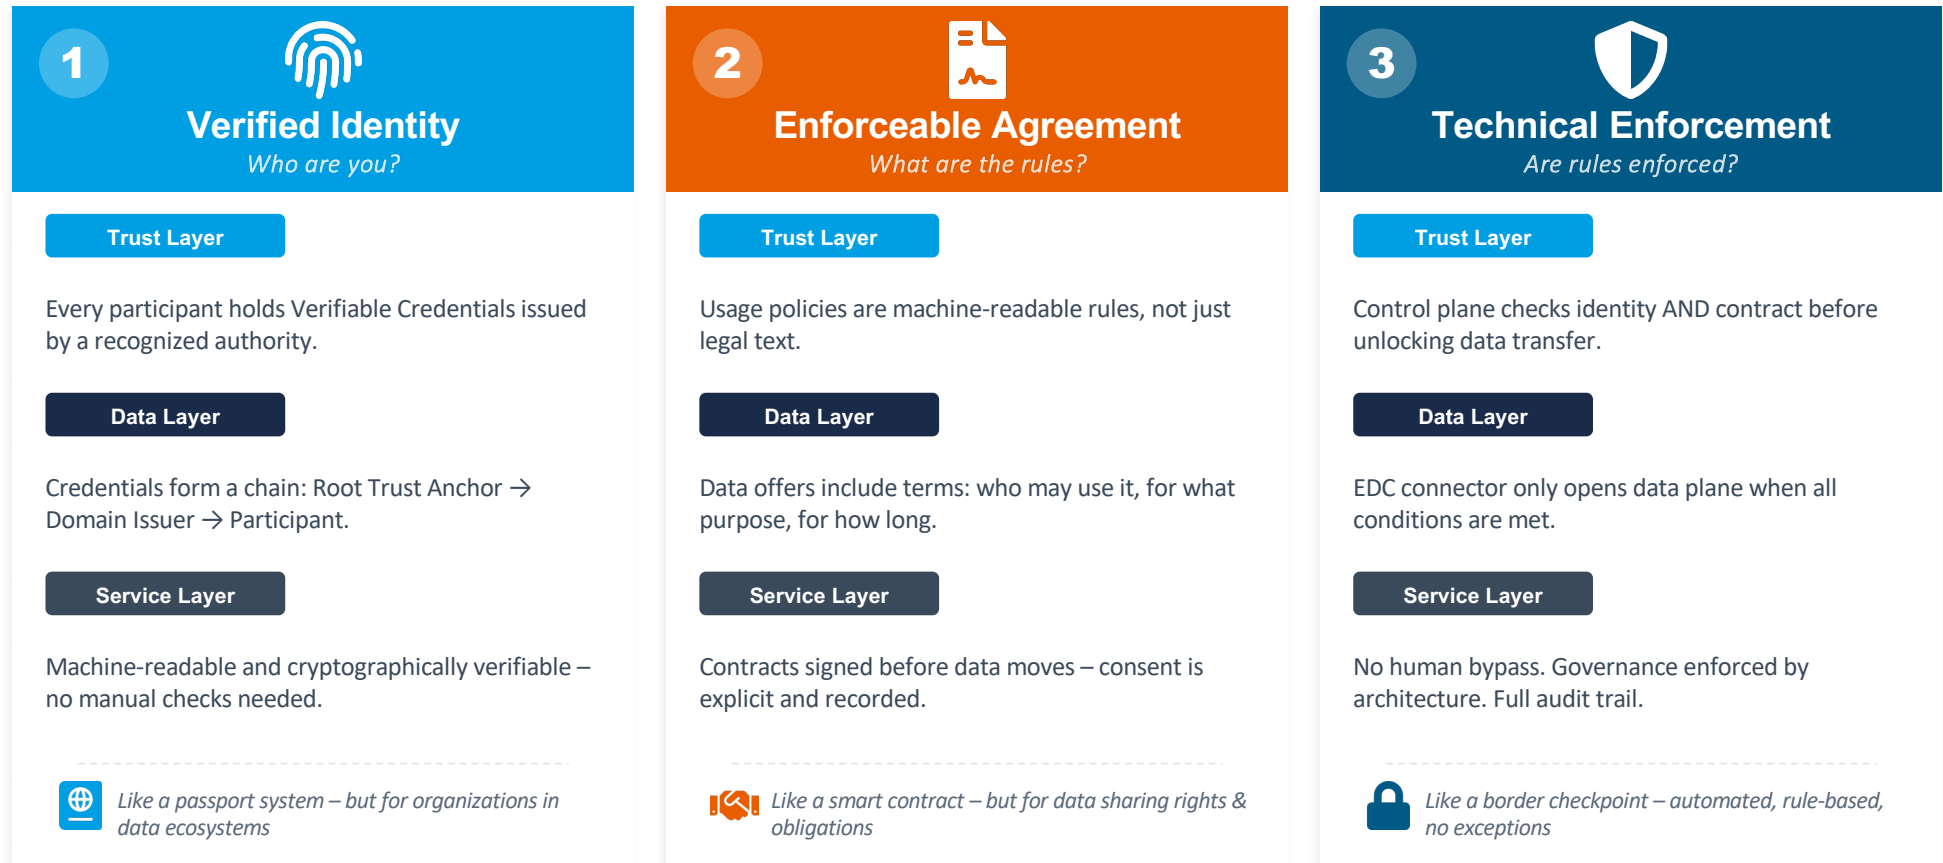 1
Verified Identity
Who are you?
Trust Layer
Every participant holds Verifiable Credentials issued
by a recognized authority.
Data Layer
Credentials form a chain: Root Trust Anchor →
Domain Issuer → Participant.
Service Layer
Machine-readable and cryptographically verifiable –
no manual checks needed.
Like a passport system – but for organizations in
data ecosystems
2
Enforceable Agreement
What are the rules?
Trust Layer
Usage policies are machine-readable rules, not just
legal text.
Data Layer
Data offers include terms: who may use it, for what
purpose, for how long.
Service Layer
Contracts signed before data moves – consent is
explicit and recorded.
Like a smart contract – but for data sharing rights &
obligations
3
Technical Enforcement
Are rules enforced?
Trust Layer
Control plane checks identity AND contract before
unlocking data transfer.
Data Layer
EDC connector only opens data plane when all
conditions are met.
Service Layer
No human bypass. Governance enforced by
architecture. Full audit trail.
Like a border checkpoint – automated, rule-based,
no exceptions